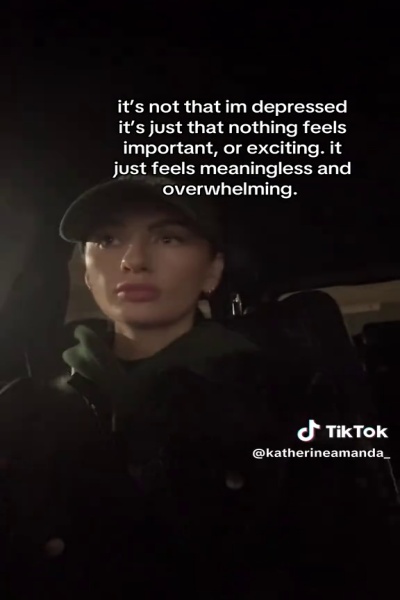 it's not that im depressed
it's just that nothing feels
important, or exciting. it
just feels meaningless and
overwhelming.
TikTok
@katherineamanda_